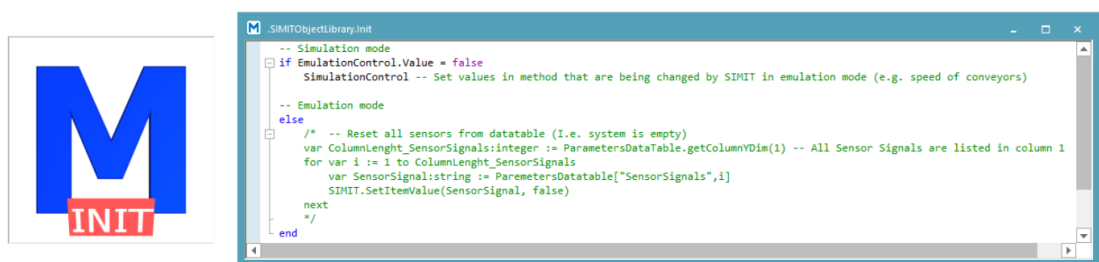 M
INIT
M .SIMITObjectLibrary.Init
-- Simulation mode
if EmulationControl.Value = false
SimulationControl -- Set values in method that are being changed by SIMIT in emulation mode (e.g. speed of conveyors)
-- Emulation mode
else
/* -- Reset all sensors from datatable (I.e. system is empty)
var ColumnLenght_SensorSignals:integer := ParametersDataTable.getColumnYDim(1) -- All Sensor Signals are listed in column 1
for var i := 1 to ColumnLenght_SensorSignals
var SensorSignal:string := ParemetersDatatable["SensorSignals",i]
SIMIT.SetItemValue(SensorSignal, false)
next
*/
end